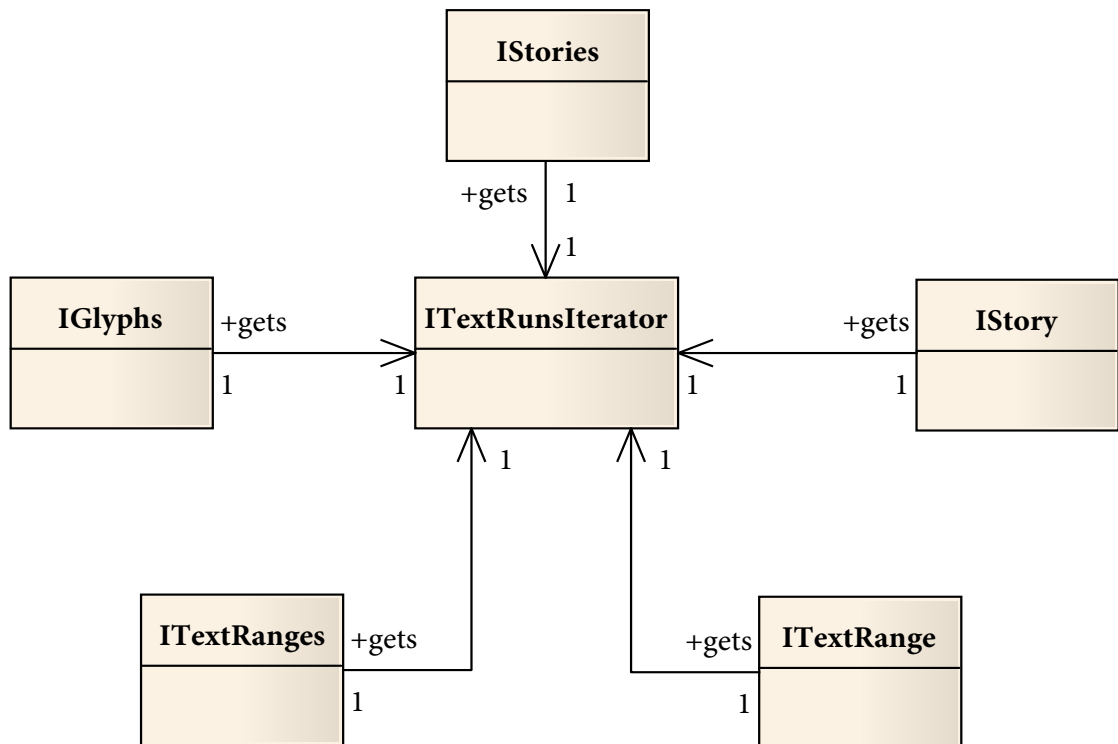 IStories
+gets 1
1
IGlyphs
+gets
1
1
ITextRunsIterator
+gets
IStory
1
1
1
1
ITextRanges
+gets
1
+gets
ITextRange
1